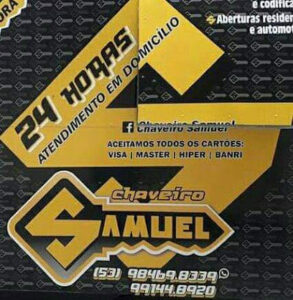 e codifica
Aberturas residen
e automo
24 HORAS
ATENDIMENTO EM DOMICÍLIO
Chaveiro Samuel
ACEITAMOS TODOS OS CARTÕES:
VISA | MASTER | HIPER | BANRI
chaveiro
SAMUEL
(53) 98469.8339
99144.8920